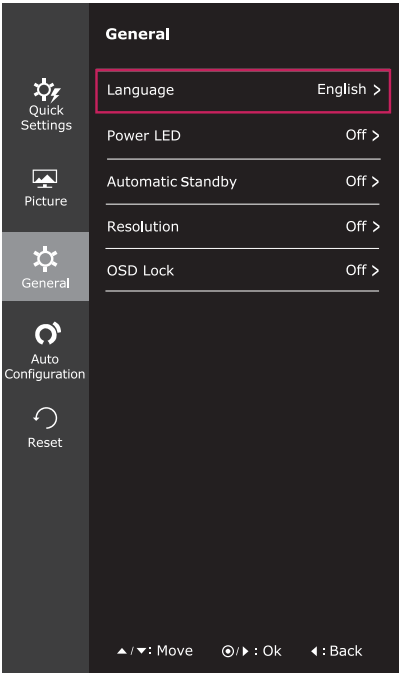 General
Quick
Settings
Picture
General
Auto
Configuration
Reset
Language English >
Power LED Off >
Automatic Standby Off >
Resolution Off >
OSD Lock Off >
▲/▼: Move ⦿/▶ : Ok ◀ : Back